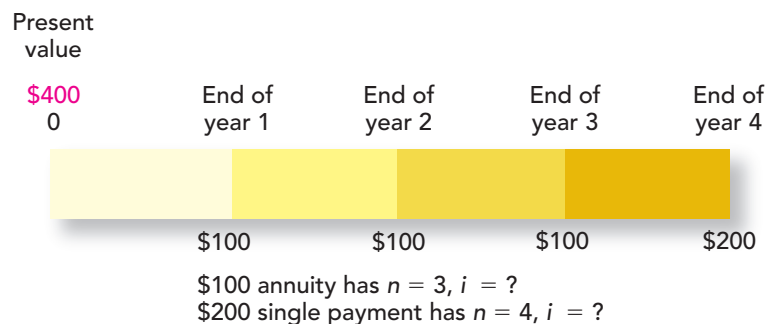 Present
value
$400 End of End of End of End of
0 year 1 year 2 year 3 year 4
$100 $100 $100 $200
$100 annuity has n = 3, i = ?
$200 single payment has n = 4, i = ?